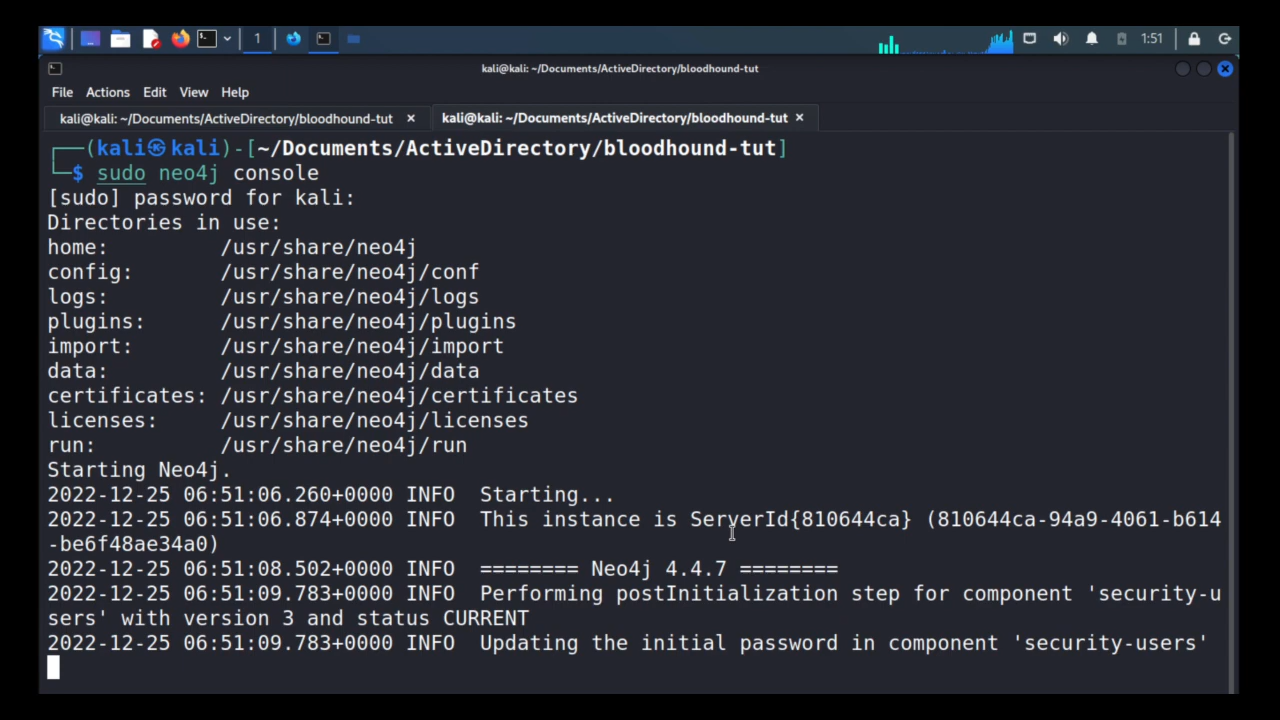 1
1:51
kali@kali: ~/Documents/ActiveDirectory/bloodhound-tut
File Actions Edit View Help
kali@kali: ~/Documents/ActiveDirectory/bloodhound-tut × kali@kali: ~/Documents/ActiveDirectory/bloodhound-tut ×
┌──(kali㉿kali)-[~/Documents/ActiveDirectory/bloodhound-tut]
└─$ sudo neo4j console
[sudo] password for kali:
Directories in use:
home: /usr/share/neo4j
config: /usr/share/neo4j/conf
logs: /usr/share/neo4j/logs
plugins: /usr/share/neo4j/plugins
import: /usr/share/neo4j/import
data: /usr/share/neo4j/data
certificates: /usr/share/neo4j/certificates
licenses: /usr/share/neo4j/licenses
run: /usr/share/neo4j/run
Starting Neo4j.
2022-12-25 06:51:06.260+0000 INFO Starting...
2022-12-25 06:51:06.874+0000 INFO This instance is ServerId{810644ca} (810644ca-94a9-4061-b614
-be6f48ae34a0)
2022-12-25 06:51:08.502+0000 INFO ======== Neo4j 4.4.7 ========
2022-12-25 06:51:09.783+0000 INFO Performing postInitialization step for component 'security-u
sers' with version 3 and status CURRENT
2022-12-25 06:51:09.783+0000 INFO Updating the initial password in component 'security-users'